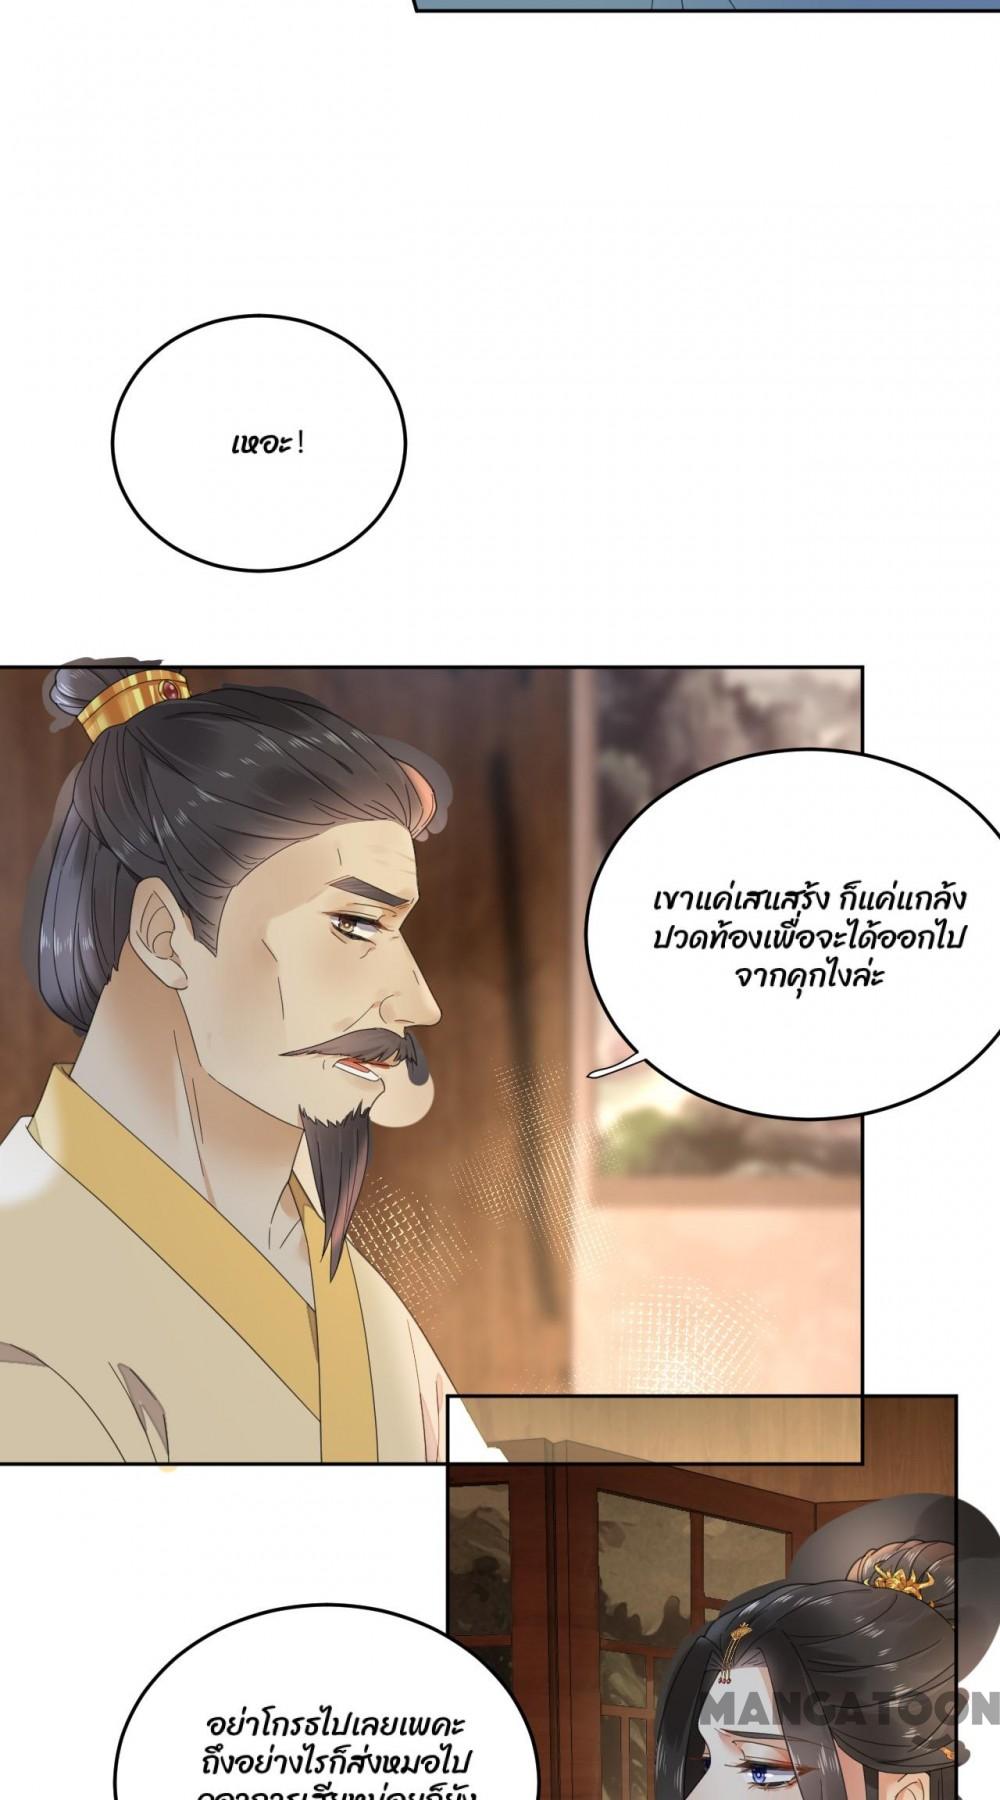 เหอะ!
เขาแค่เสแสร้ง ก็แค่แกล้ง
ปวดท้องเพื่อจะได้ออกไป
จากคุกไงล่ะ
MANGATOON
อย่าโกรธไปเลยเพคะ
ถึงอย่างไรก็ส่งหมอไป